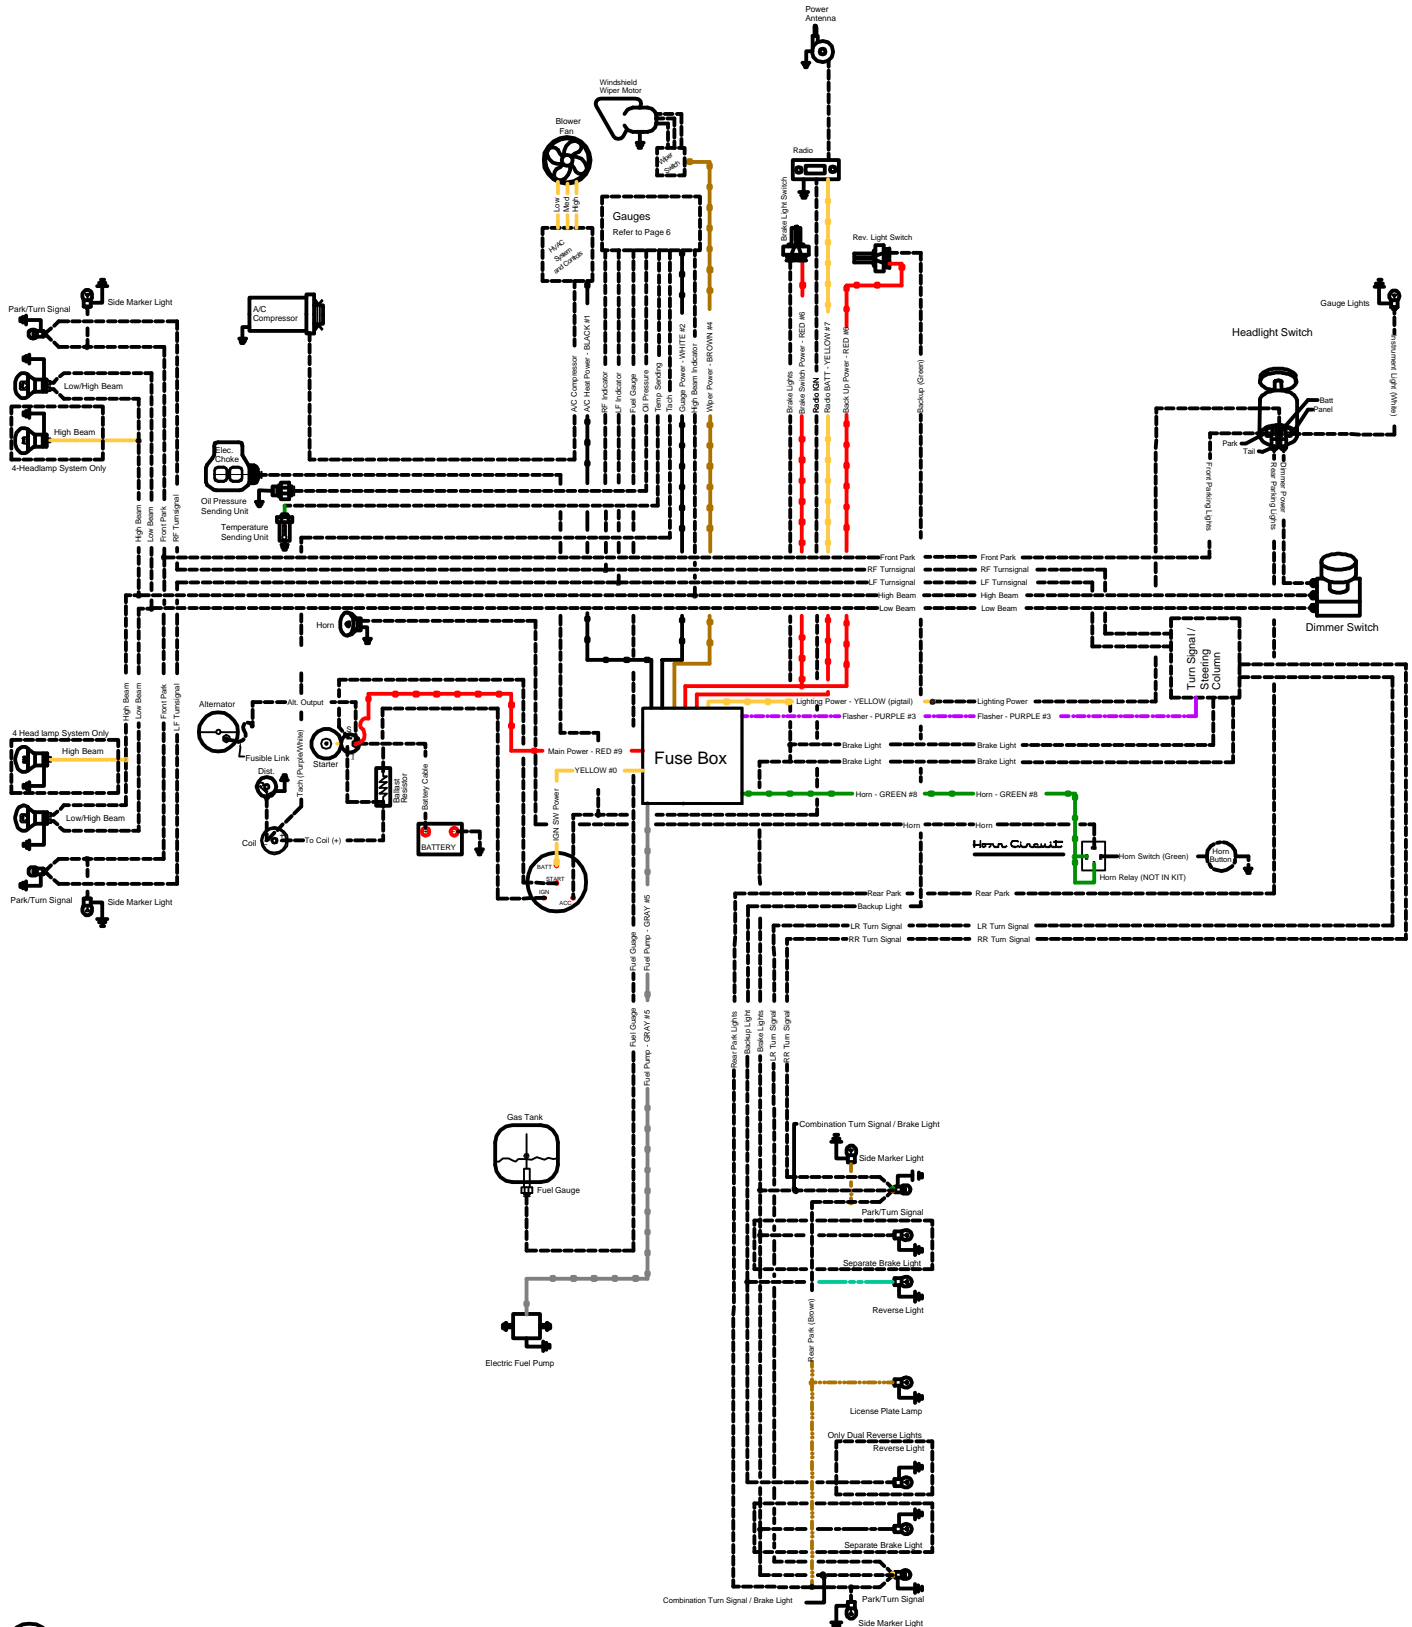 Power
Antenna
Windshield
Wiper Motor
Blower
Fan
Wiper
Switch
Radio
Brake Light Switch
Rev. Light Switch
Low
Med
High
Gauges
Refer to Page 6
HVAC
System
and Controls
Park/Turn Signal
Side Marker Light
A/C
Compressor
Gauge Lights
Headlight Switch
Low/High Beam
High Beam
4-Headlamp System Only
Batt
Panel
Park
Tail
Instrument Light (White)
A/C Compressor
A/C Heat Power - BLACK #1
RF Indicator
LF Indicator
Fuel Gauge
Oil Pressure
Temp Sending
Tach
Guage Power - WHITE #2
High Beam Indicator
Wiper Power - BROWN #4
Brake Lights
Brake Switch Power - RED #6
Radio IGN
Radio BATT - YELLOW #7
Back Up Power - RED #6
Backup (Green)
Elec.
Choke
Oil Pressure
Sending Unit
Temperature
Sending Unit
High Beam
Low Beam
Front Park
RF Turnsignal
Front Parking Lights
Rear Parking Lights
Dimmer Power
Front Park
Front Park
RF Turnsignal
RF Turnsignal
LF Turnsignal
LF Turnsignal
High Beam
High Beam
Low Beam
Low Beam
Dimmer Switch
Horn
Turn Signal /
Steering
Column
High Beam
Low Beam
Front Park
LF Turnsignal
Alternator
Alt. Output
Fusible Link
Starter
S
Lighting Power - YELLOW (pigtail)
Lighting Power
Flasher - PURPLE #3
Flasher - PURPLE #3
4 Head lamp System Only
High Beam
Main Power - RED #9
Fuse Box
Brake Light
Brake Light
Brake Light
Brake Light
YELLOW #0
Dist.
Tach (Purple/White)
Ballast
Resistor
Battery Cable
IGN SW Power
Horn - GREEN #8
Horn - GREEN #8
Low/High Beam
Coil
To Coil (+)
BATTERY
Horn
Horn
Horn Circuit
Horn Switch (Green)
Horn
Button
Horn Relay (NOT IN KIT)
BATT
START
IGN
ACC
Park/Turn Signal
Side Marker Light
Rear Park
Rear Park
Backup Light
LR Turn Signal
LR Turn Signal
RR Turn Signal
RR Turn Signal
Fuel Guage
Fuel Pump - GRAY #5
Fuel Guage
Fuel Pump - GRAY #5
Rear Park Lights
Backup Light
Brake Lights
LR Turn Signal
RR Turn Signal
Gas Tank
Fuel Gauge
Combination Turn Signal / Brake Light
Side Marker Light
Park/Turn Signal
Separate Brake Light
Reverse Light
Rear Park (Brown)
Electric Fuel Pump
License Plate Lamp
Only Dual Reverse Lights
Reverse Light
Separate Brake Light
Combination Turn Signal / Brake Light
Park/Turn Signal
Side Marker Light